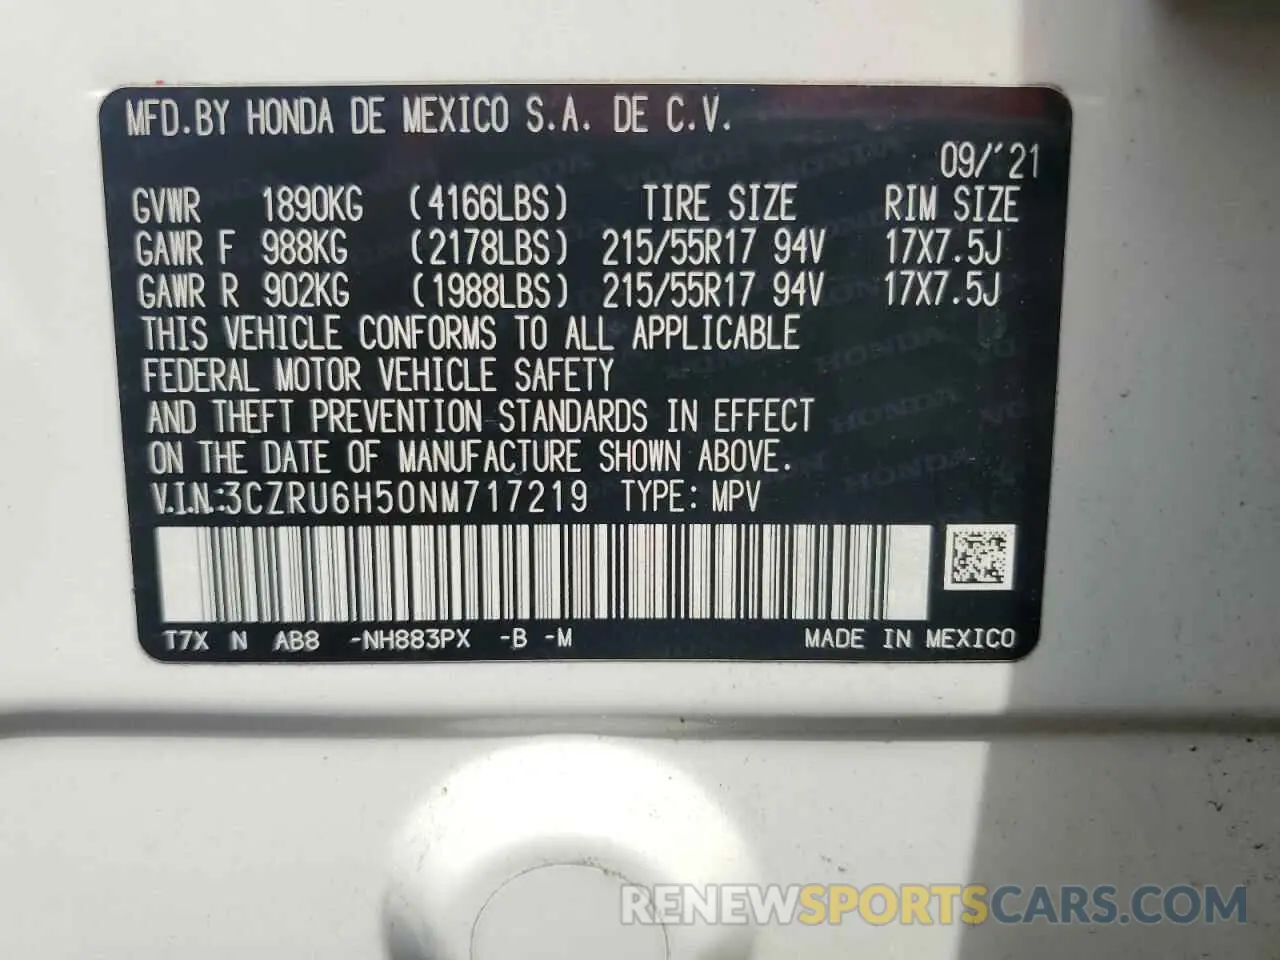 MFD.BY HONDA DE MEXICO S.A. DE C.V.
09/'21
GVWR 1890KG (4166LBS) TIRE SIZE RIM SIZE
GAWR F 988KG (2178LBS) 215/55R17 94V 17X7.5J
GAWR R 902KG (1988LBS) 215/55R17 94V 17X7.5J
THIS VEHICLE CONFORMS TO ALL APPLICABLE
FEDERAL MOTOR VEHICLE SAFETY
AND THEFT PREVENTION STANDARDS IN EFFECT
ON THE DATE OF MANUFACTURE SHOWN ABOVE.
V.I.N.:3CZRU6H50NM717219 TYPE: MPV
T7X N AB8 -NH883PX -B -M MADE IN MEXICO
RENEWSPORTSCARS.COM